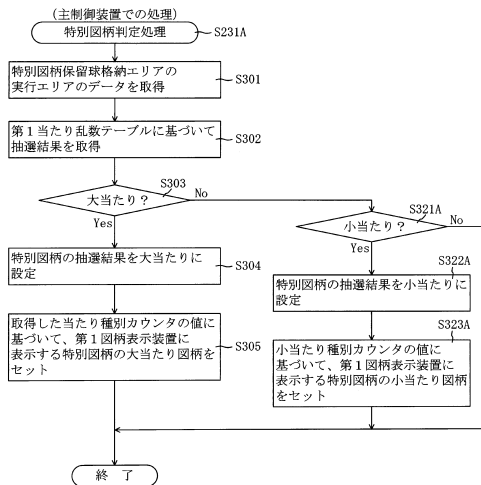 (主制御装置での処理)
特別図柄判定処理
S231A
特別図柄保留球格納エリアの
実行エリアのデータを取得
S301
第1当たり乱数テーブルに基づいて
抽選結果を取得
S302
大当たり?
S303
No
Yes
小当たり?
S321A
No
Yes
特別図柄の抽選結果を大当たりに
設定
S304
特別図柄の抽選結果を小当たりに
設定
S322A
取得した当たり種別カウンタの値に
基づいて、第1図柄表示装置に
表示する特別図柄の大当たり図柄を
セット
S305
小当たり種別カウンタの値に
基づいて、第1図柄表示装置に
表示する特別図柄の小当たり図柄
をセット
S323A
終 了